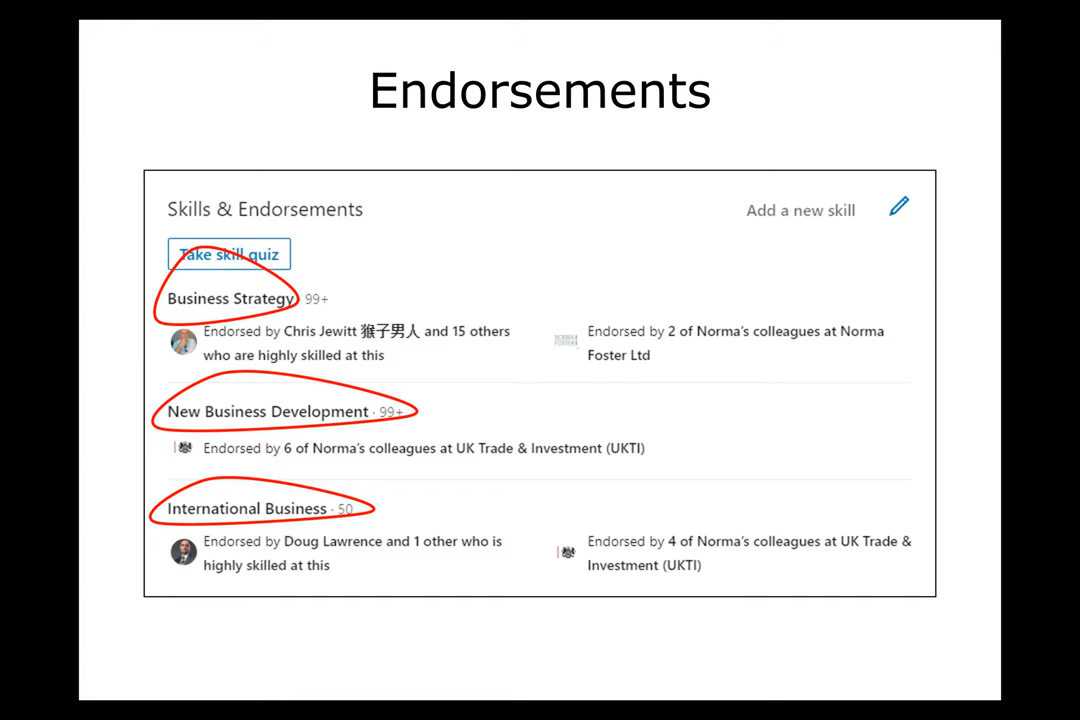 Endorsements
Skills & Endorsements
Add a new skill
Take skill quiz
Business Strategy · 99+
Endorsed by Chris Jewitt 猴子男人 and 15 others
who are highly skilled at this
NORMA
FOSTER
Endorsed by 2 of Norma's colleagues at Norma
Foster Ltd
New Business Development · 99+
Endorsed by 6 of Norma's colleagues at UK Trade & Investment (UKTI)
International Business · 50
Endorsed by Doug Lawrence and 1 other who is
highly skilled at this
Endorsed by 4 of Norma's colleagues at UK Trade &
Investment (UKTI)